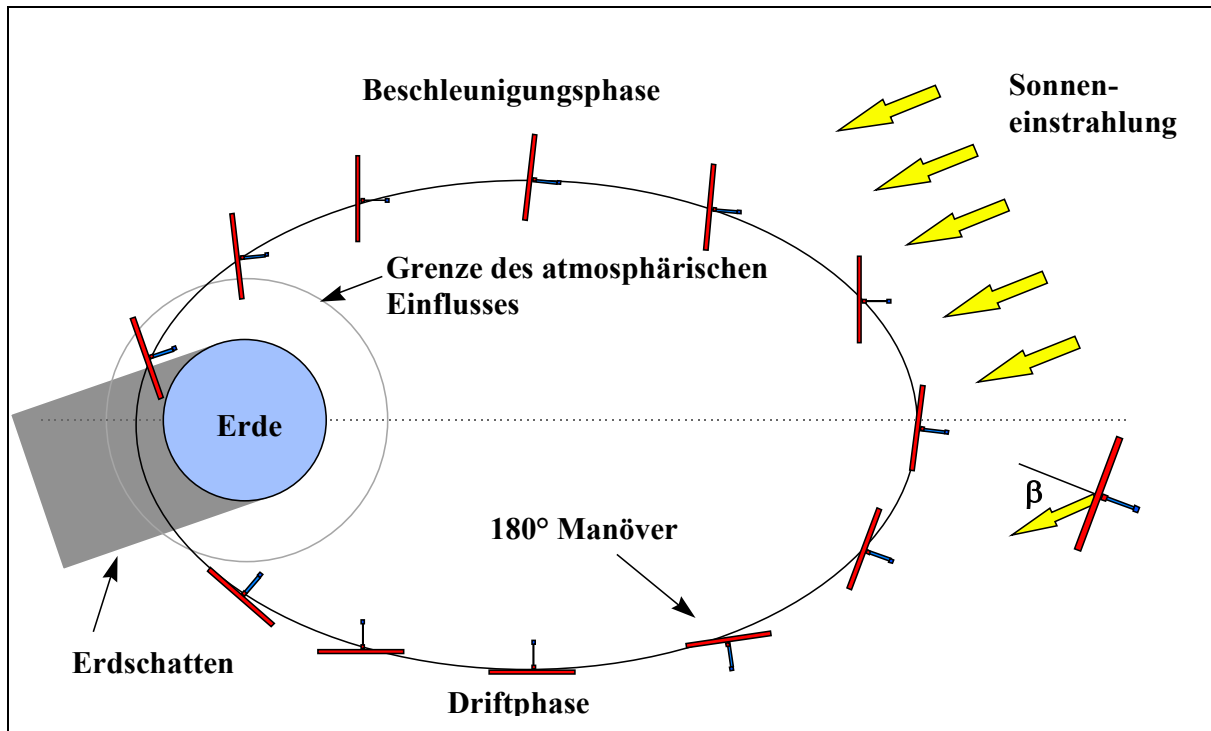 Beschleunigungsphase
Sonnen-
einstrahlung
Grenze des atmosphärischen
Einflusses
Erde
β
180° Manöver
Erdschatten
Driftphase